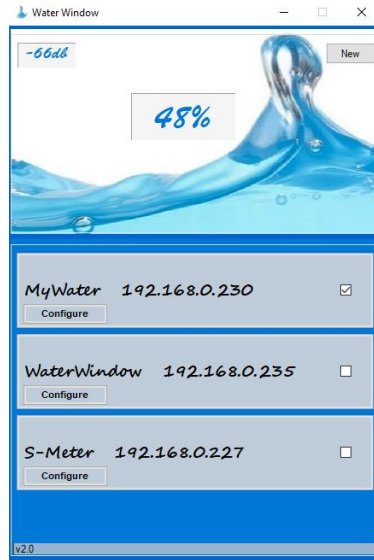 Water Window
-66db
New
48%
MyWater 192.168.0.230
Configure
WaterWindow 192.168.0.235
Configure
S-Meter 192.168.0.227
Configure
v2.0